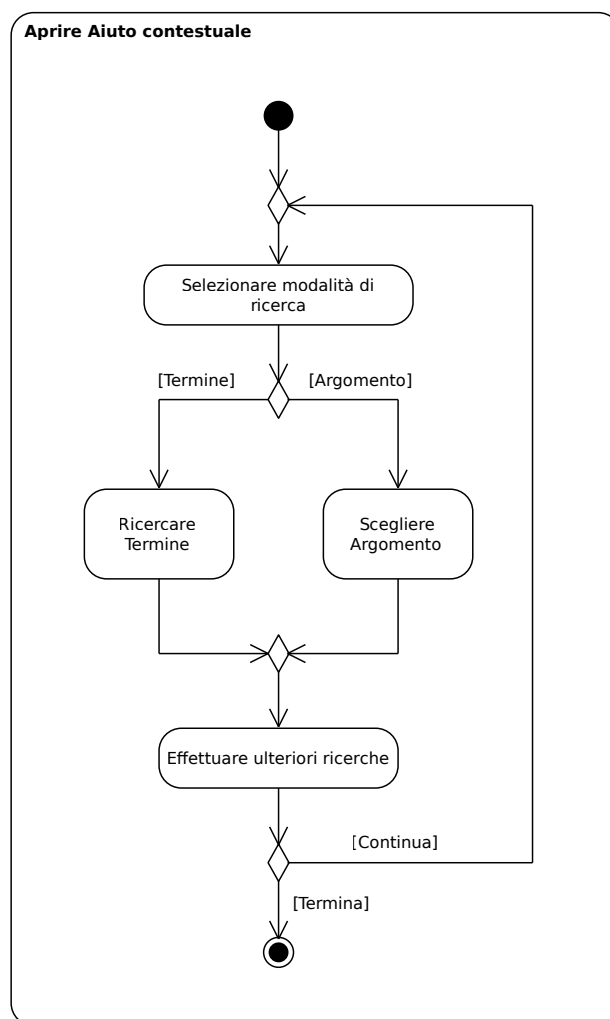 Aprire Aiuto contestuale
Selezionare modalità di
ricerca
[Termine]
[Argomento]
Ricercare
Termine
Scegliere
Argomento
Effettuare ulteriori ricerche
[Continua]
[Termina]